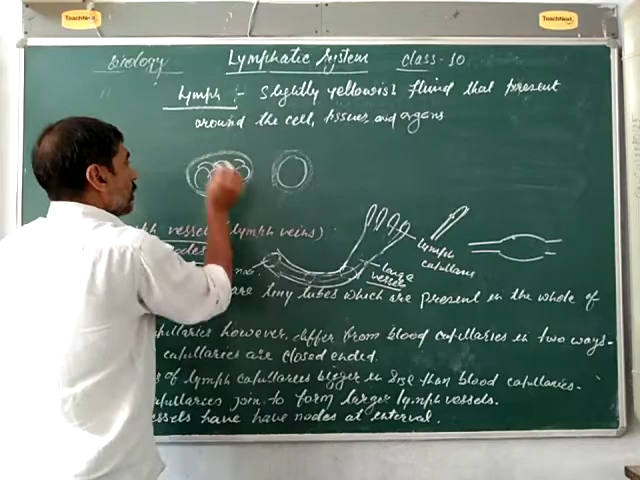 TeachNext
TeachNext
Biology Lymphatic System class-10
Lymph :- Slightly yellowish fluid that present
around the cell, tissues, and organs
ph vessels (lymph veins)
nodes
lymph
capillaries
large
vessel
are tiny tubes which are present in the whole of
capillaries however, differ from blood capillaries in two ways-
capillaries are closed ended.
s of lymph capillaries bigger in size than blood capillaries.
capillaries join to form larger lymph vessels.
essels have have nodes at interval.